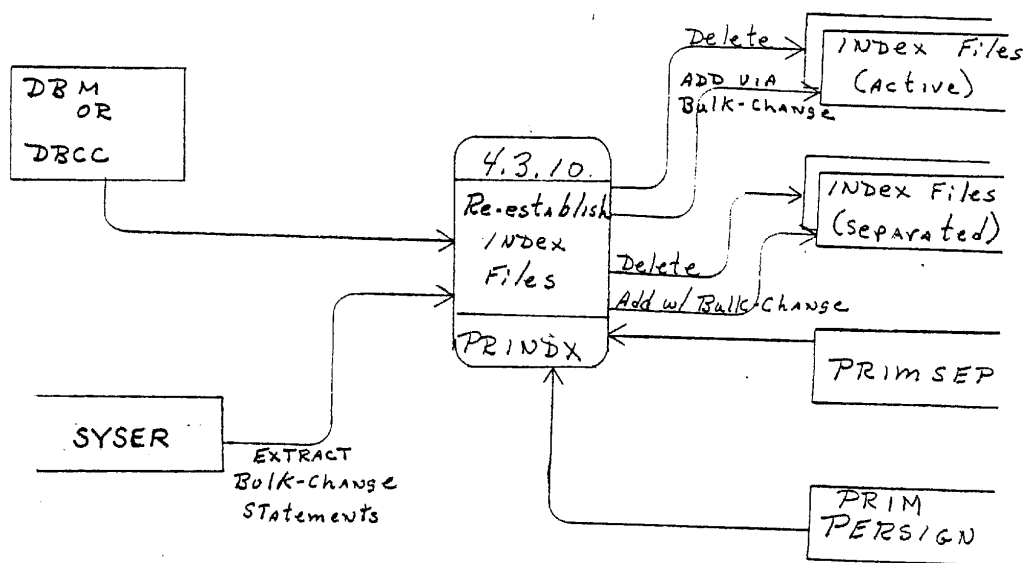 DBM
OR
DBCC
SYSER
EXTRACT
Bulk-Change
Statements
4.3.10.
Re-establish
Index
Files
PRINDX
Delete
ADD VIA
Bulk-Change
Index Files
(Active)
Delete
Add w/ Bulk-Change
Index Files
(Separated)
PRIMSEP
PRIM
PERSIGN